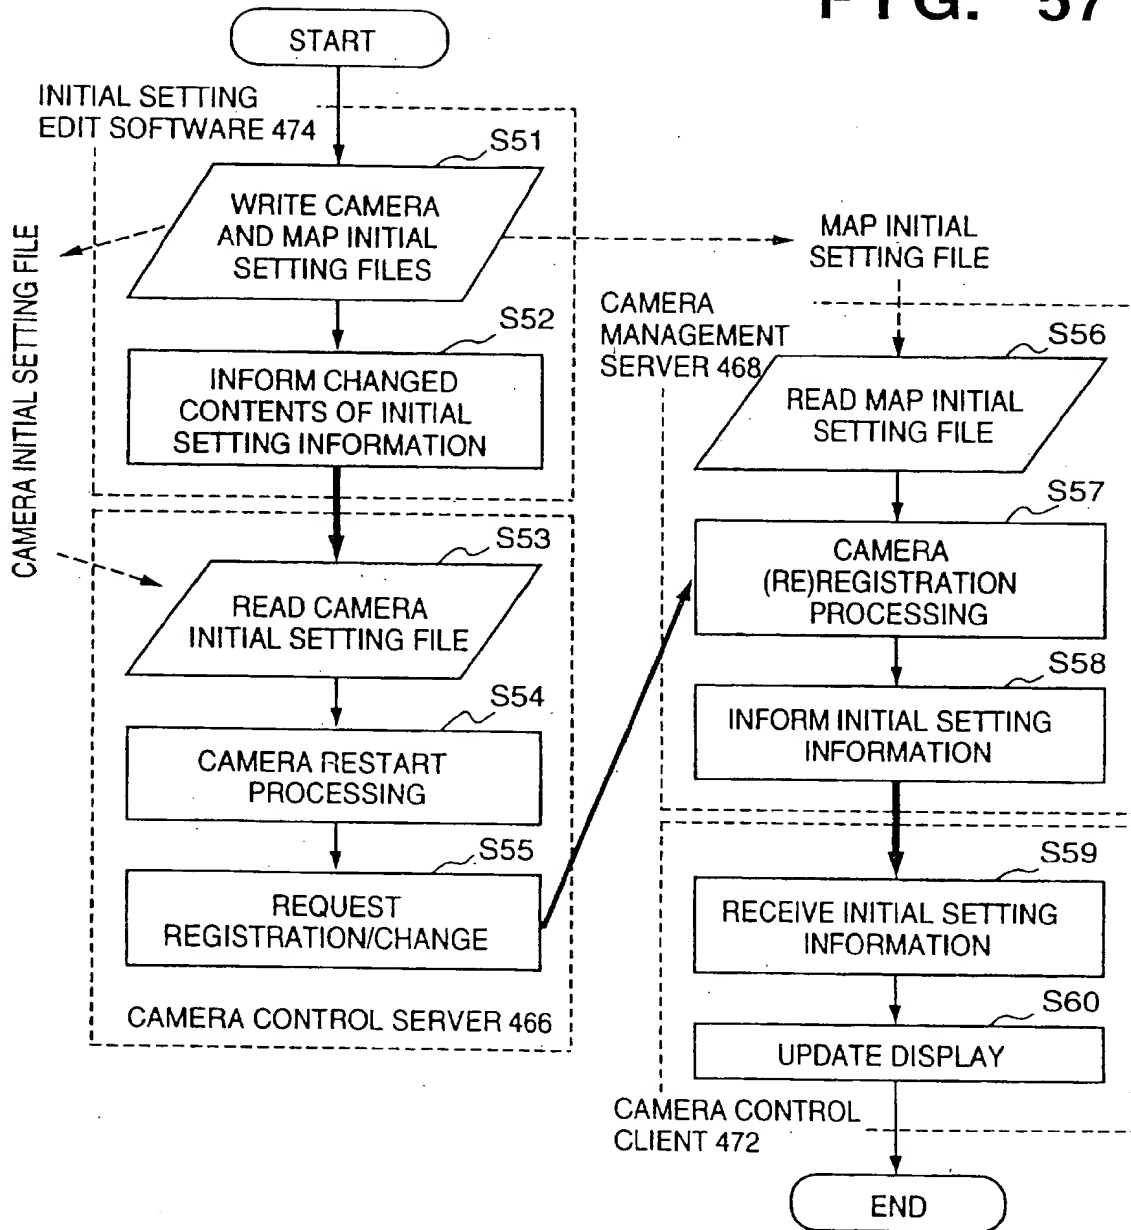 FIG. 57
START
INITIAL SETTING
EDIT SOFTWARE 474
S51
WRITE CAMERA
AND MAP INITIAL
SETTING FILES
CAMERA INITIAL SETTING FILE
S52
INFORM CHANGED
CONTENTS OF INITIAL
SETTING INFORMATION
S53
READ CAMERA
INITIAL SETTING FILE
S54
CAMERA RESTART
PROCESSING
S55
REQUEST
REGISTRATION/CHANGE
CAMERA CONTROL SERVER 466
MAP INITIAL
SETTING FILE
CAMERA
MANAGEMENT
SERVER 468
S56
READ MAP INITIAL
SETTING FILE
S57
CAMERA
(RE)REGISTRATION
PROCESSING
S58
INFORM INITIAL SETTING
INFORMATION
S59
RECEIVE INITIAL SETTING
INFORMATION
S60
UPDATE DISPLAY
CAMERA CONTROL
CLIENT 472
END